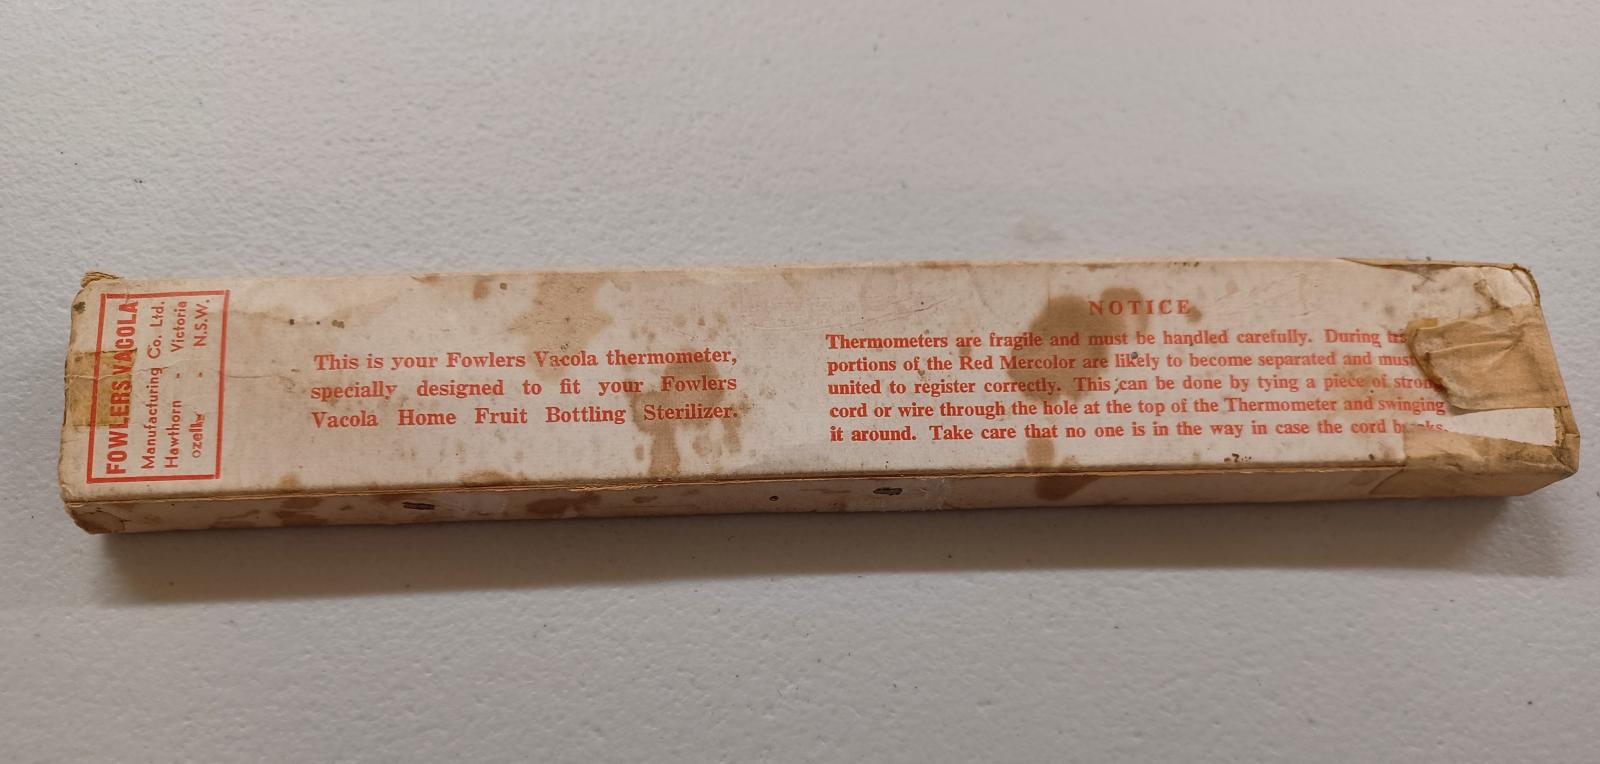 FOWLERS VACOLA
Manufacturing Co. Ltd.
Hawthorn - Victoria
N.S.W.
This is your Fowlers Vacola thermometer,
specially designed to fit your Fowlers
Vacola Home Fruit Bottling Sterilizer.
NOTICE
Thermometers are fragile and must be handled carefully. During
portions of the Red Mercolor are likely to become separated and must
united to register correctly. This can be done by tying a piece of strong
cord or wire through the hole at the top of the Thermometer and swinging
it around. Take care that no one is in the way in case the cord